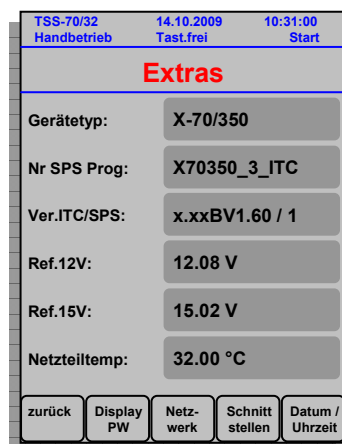 TSS-70/32 14.10.2009 10:31:00
Handbetrieb Tast.frei Start
Extras
Gerätetyp: X-70/350
Nr SPS Prog: X70350_3_ITC
Ver.ITC/SPS: x.xxBV1.60 / 1
Ref.12V: 12.08 V
Ref.15V: 15.02 V
Netzteiltemp: 32.00 °C
zurück Display Netz- Schnitt Datum /
PW werk stellen Uhrzeit